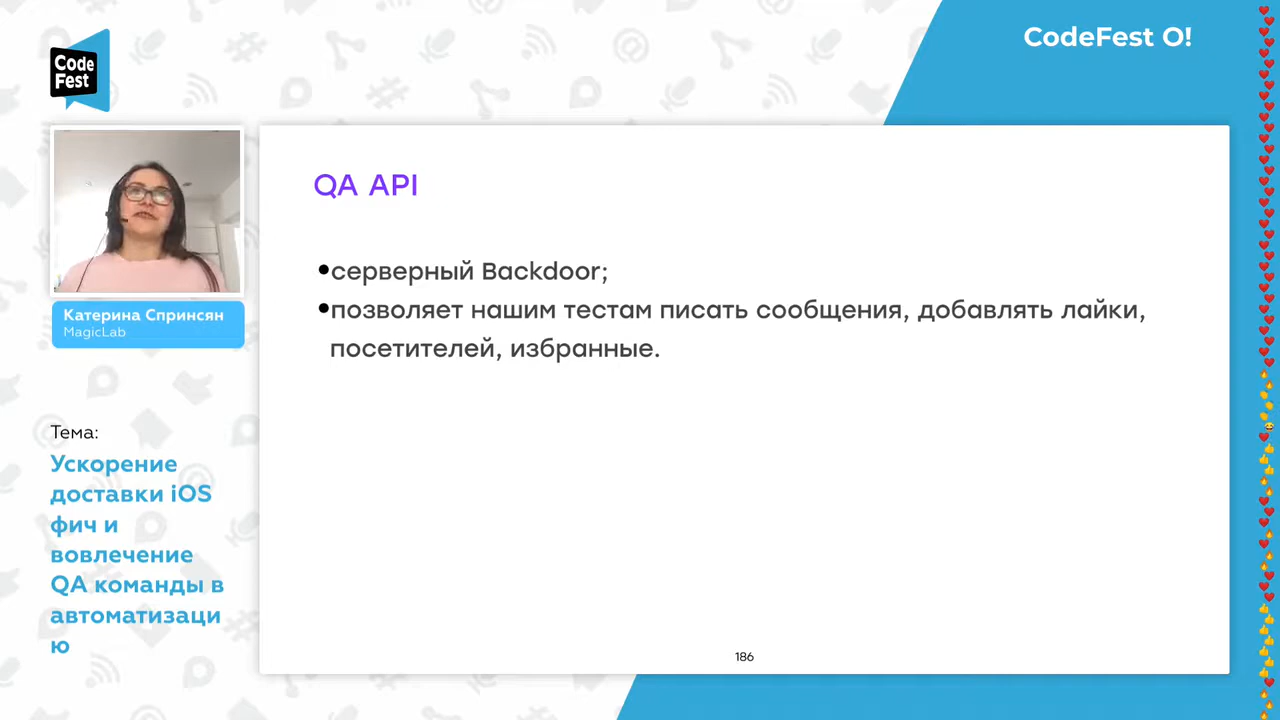 Code
Fest
CodeFest O!
QA API
•серверный Backdoor;
•позволяет нашим тестам писать сообщения, добавлять лайки,
посетителей, избранные.
186
Катерина Спринсян
MagicLab
Тема:
Ускорение
доставки iOS
фич и
вовлечение
QA команды в
автоматизаци
ю